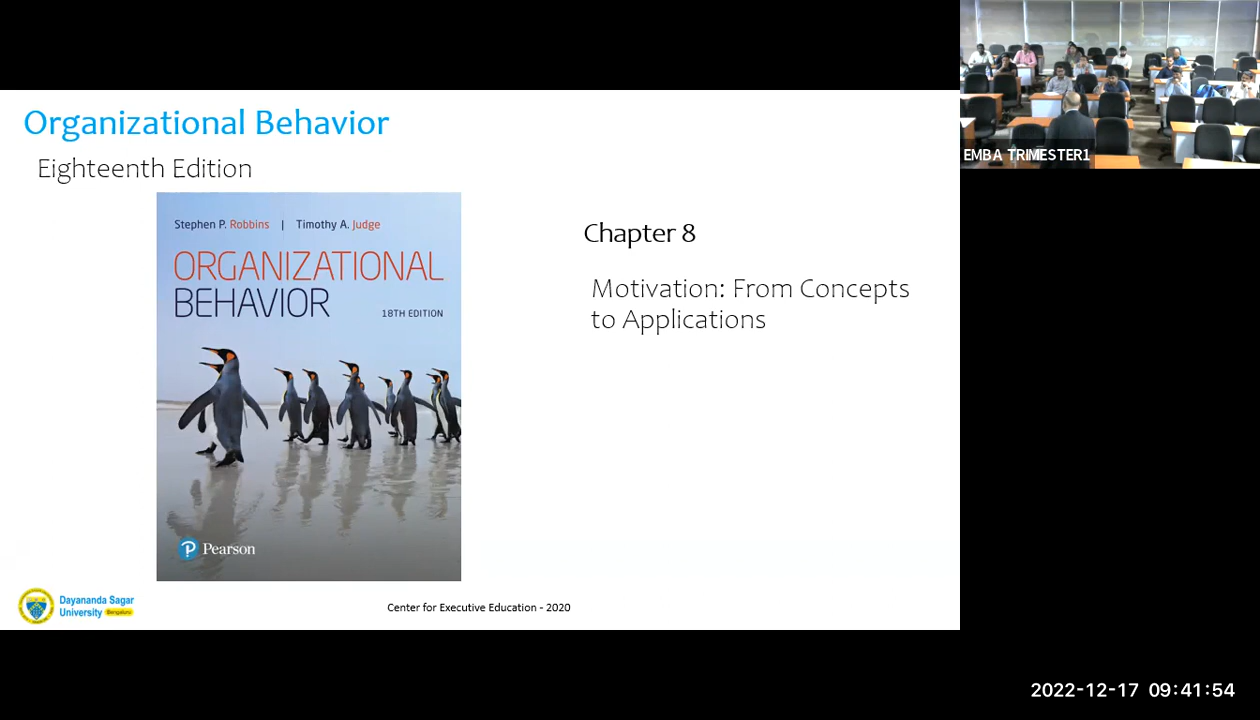 Organizational Behavior
Eighteenth Edition
Stephen P. Robbins | Timothy A. Judge
ORGANIZATIONAL
BEHAVIOR
18TH EDITION
Pearson
Chapter 8
Motivation: From Concepts
to Applications
Dayananda Sagar
University Bengaluru
Center for Executive Education - 2020
EMBA TRIMESTER1
2022-12-17 09:41:54